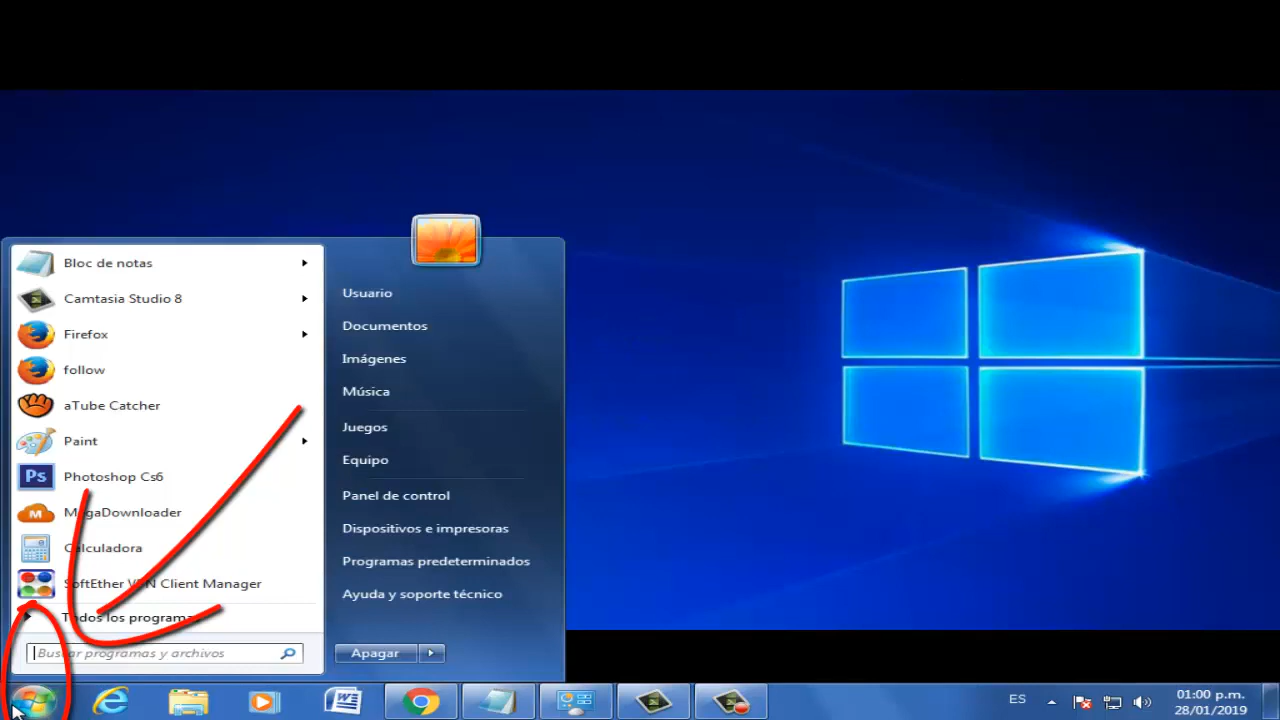 Bloc de notas
Camtasia Studio 8
Firefox
follow
aTube Catcher
Paint
Ps Photoshop Cs6
MegaDownloader
Calculadora
SoftEther VPN Client Manager
Todos los programas
Buscar programas y archivos
Usuario
Documentos
Imágenes
Música
Juegos
Equipo
Panel de control
Dispositivos e impresoras
Programas predeterminados
Ayuda y soporte técnico
Apagar
ES
01:00 p.m.
28/01/2019